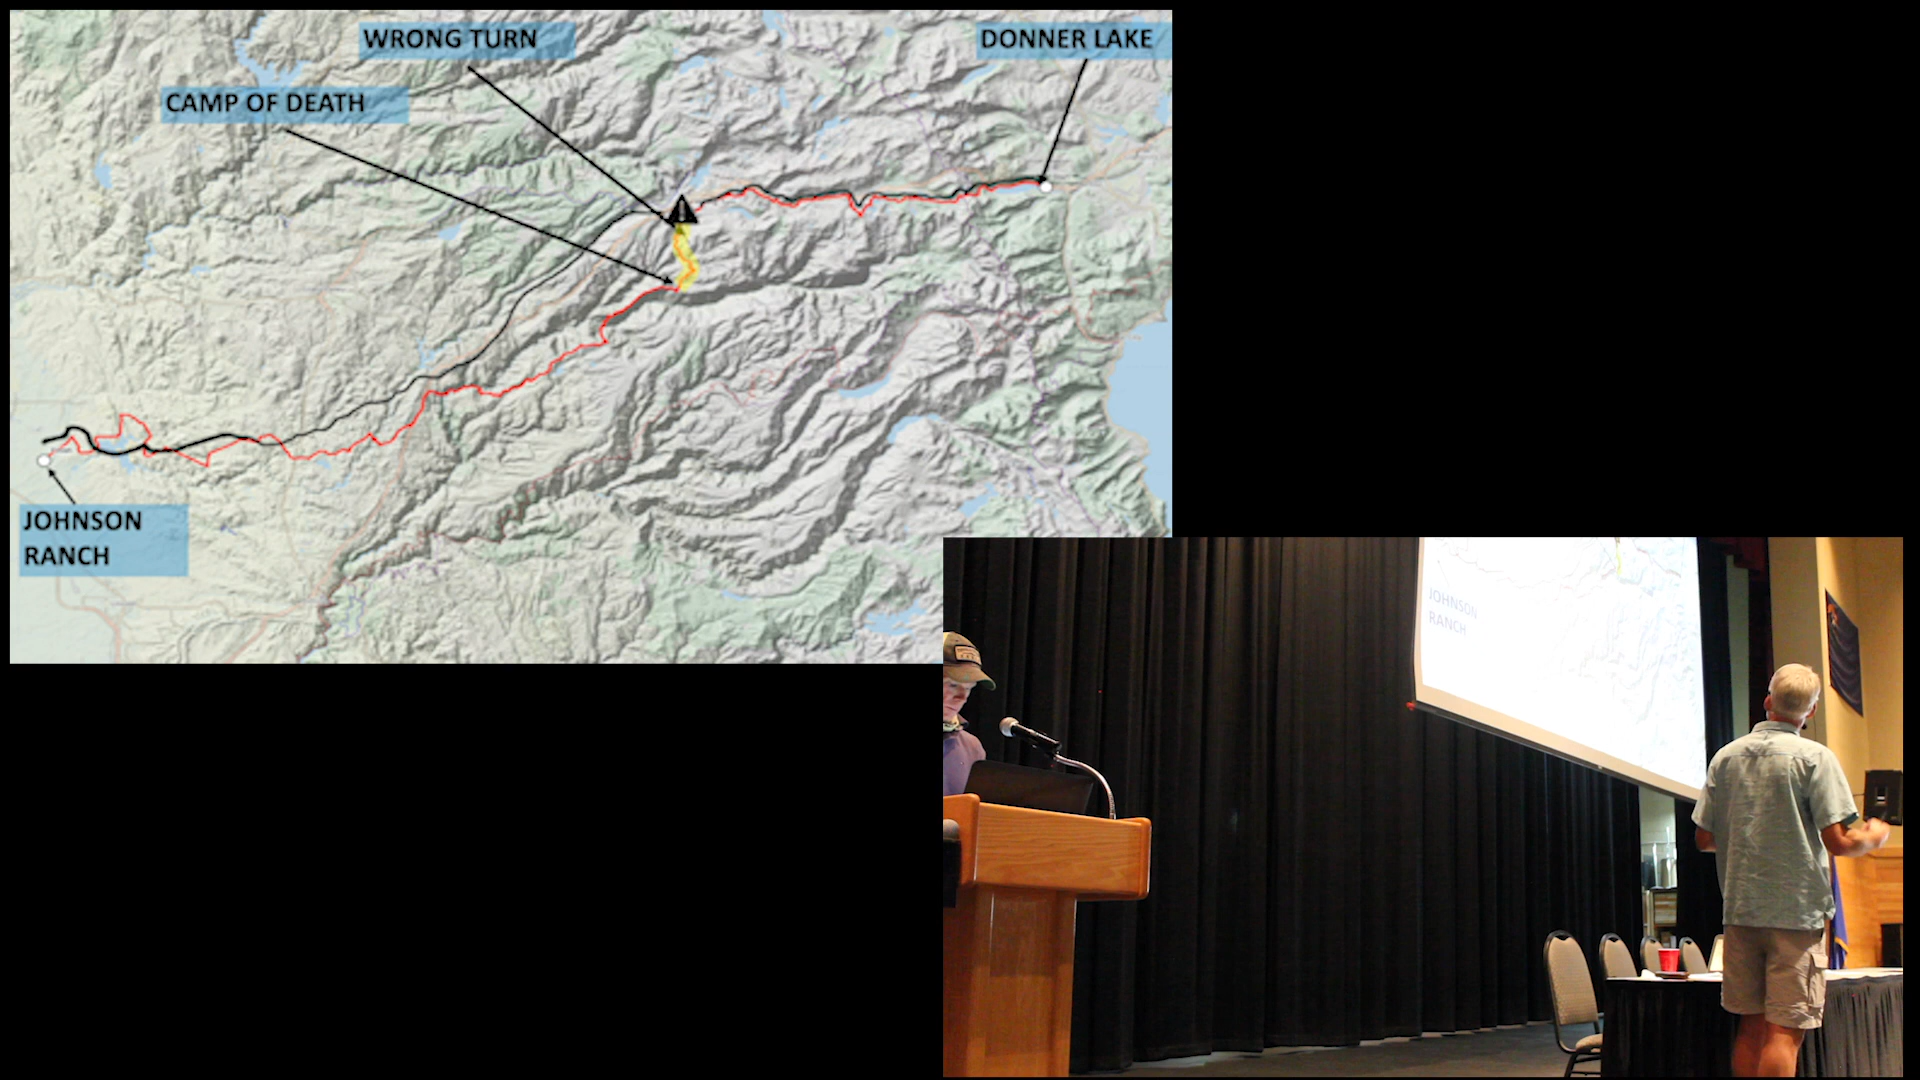 WRONG TURN
DONNER LAKE
CAMP OF DEATH
JOHNSON
RANCH
JOHNSON
RANCH